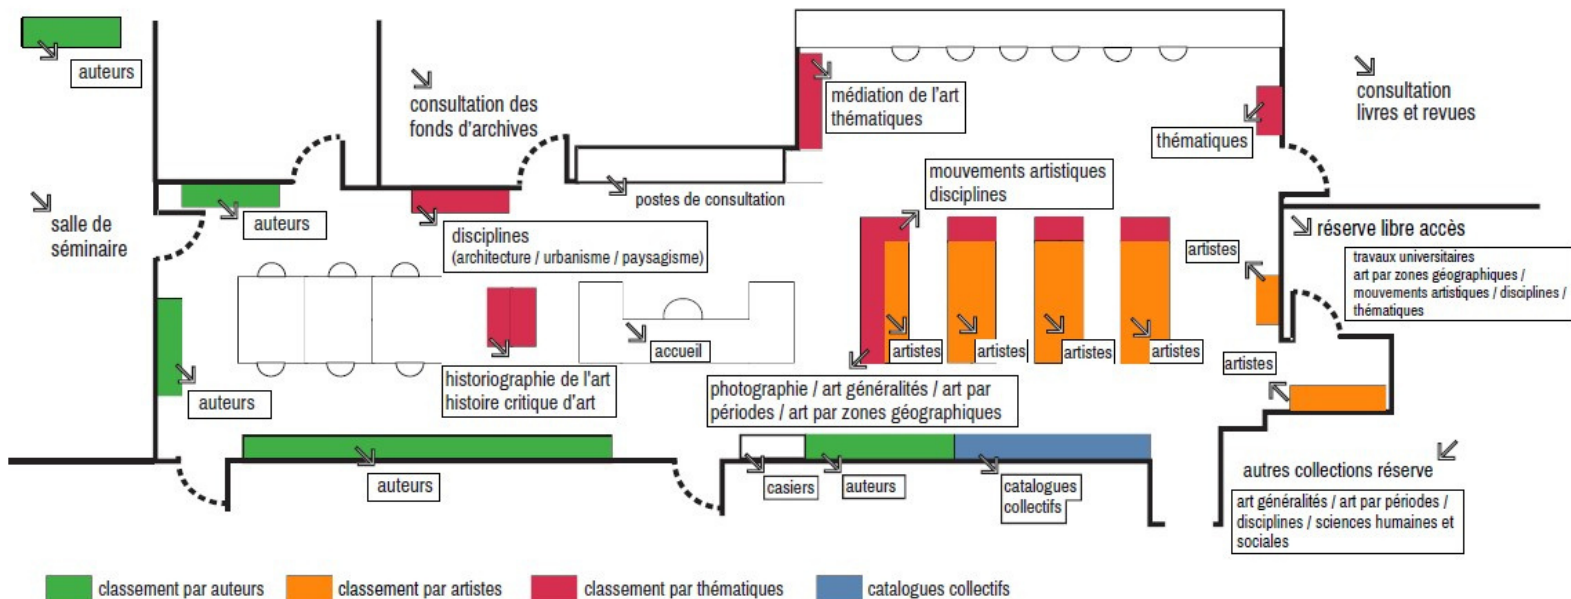 auteurs
consultation des
fonds d'archives
médiation de l'art
thématiques
consultation
livres et revues
thématiques
mouvements artistiques
disciplines
postes de consultation
salle de
séminaire
auteurs
disciplines
(architecture / urbanisme / paysagisme)
artistes
réserve libre accès
travaux universitaires
art par zones géographiques /
mouvements artistiques / disciplines /
thématiques
accueil
artistes
artistes
artistes
artistes
artistes
historiographie de l'art
histoire critique d'art
photographie / art généralités / art par
périodes / art par zones géographiques
auteurs
auteurs
casiers
auteurs
catalogues
collectifs
autres collections réserve
art généralités / art par périodes /
disciplines / sciences humaines et
sociales
classement par auteurs
classement par artistes
classement par thématiques
catalogues collectifs